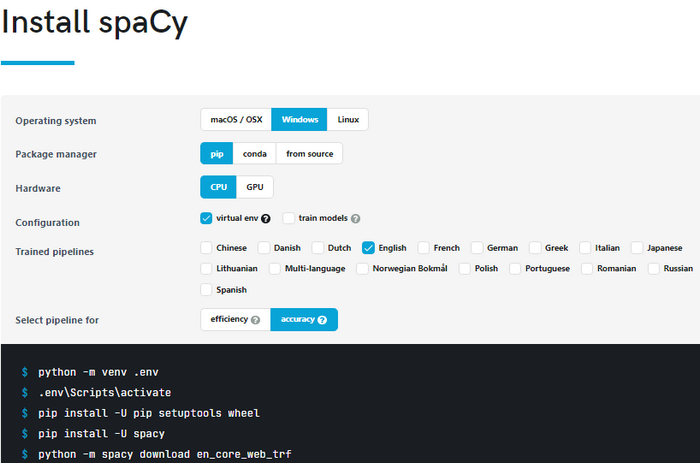 Install spaCy
Operating system macOS / OSX Windows Linux
Package manager pip conda from source
Hardware CPU GPU
Configuration virtual env ? train models ?
Trained pipelines Chinese Danish Dutch English French German Greek Italian Japanese
Lithuanian Multi-language Norwegian Bokmål Polish Portuguese Romanian Russian
Spanish
Select pipeline for efficiency ? accuracy ?
$ python -m venv .env
$ .env\Scripts\activate
$ pip install -U pip setuptools wheel
$ pip install -U spacy
$ python -m spacy download en_core_web_trf